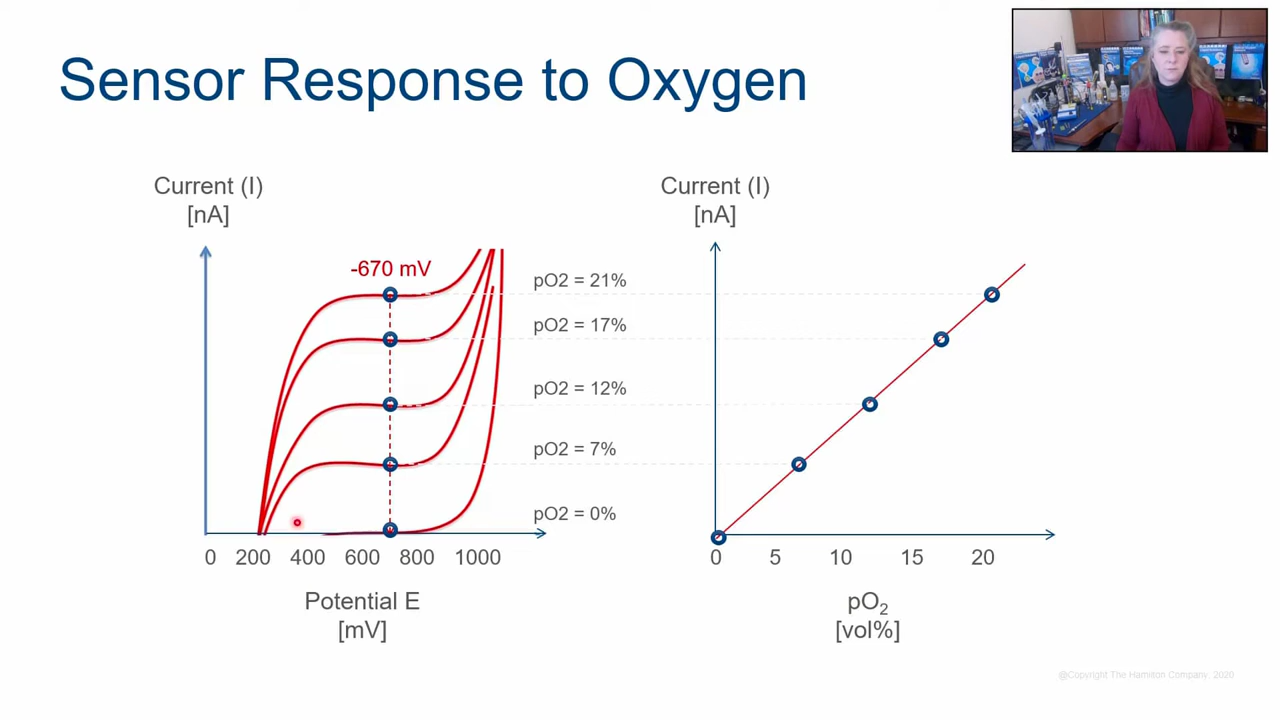 Sensor Response to Oxygen
Current (I)
[nA]
-670 mV
pO2 = 21%
pO2 = 17%
pO2 = 12%
pO2 = 7%
pO2 = 0%
0 200 400 600 800 1000
Potential E
[mV]
Current (I)
[nA]
0 5 10 15 20
pO₂
[vol%]
@Copyright The Hamilton Company, 2020